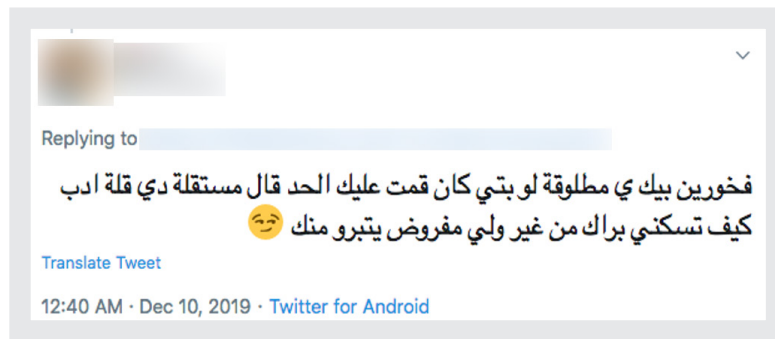 Replying to
فخورين بيك ي مطلوقة لو بتي كان قمت عليك الحد قال مستقلة دي قلة ادب
كيف تسكني براك من غير ولي مفروض يتبرو منك 😏
Translate Tweet
12:40 AM · Dec 10, 2019 · Twitter for Android